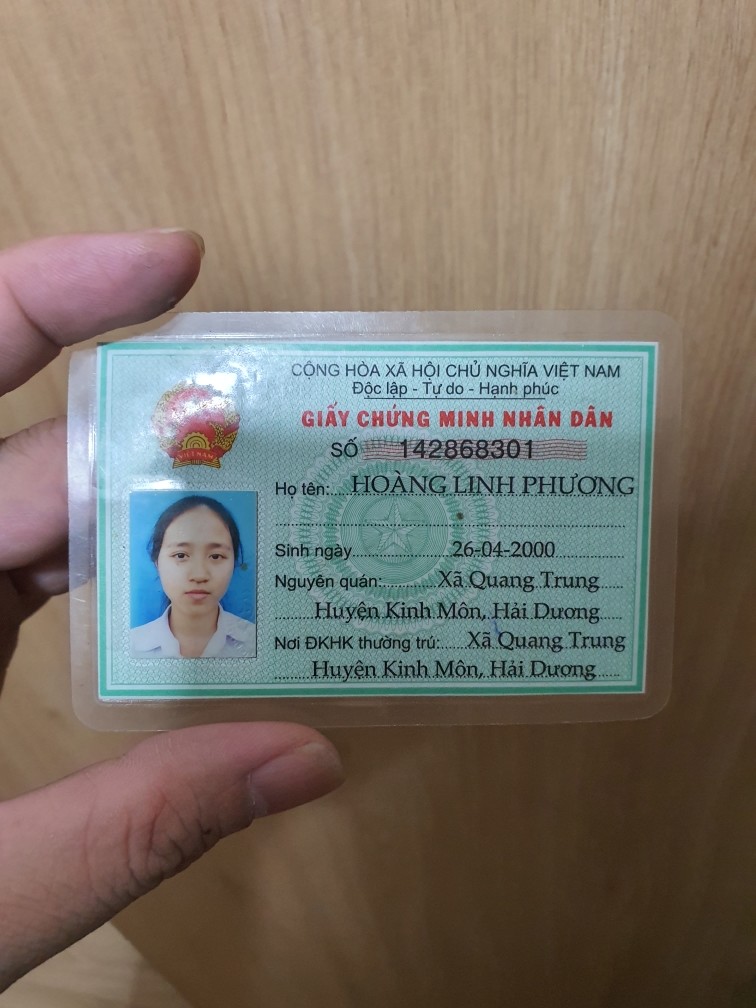 CỘNG HÒA XÃ HỘI CHỦ NGHĨA VIỆT NAM
Độc lập - Tự do - Hạnh phúc
GIẤY CHỨNG MINH NHÂN DÂN
SỐ 142868301
Họ tên: HOÀNG LINH PHƯƠNG
Sinh ngày 26-04-2000
Nguyên quán: Xã Quang Trung
Huyện Kinh Môn, Hải Dương
Nơi ĐKHK thường trú: Xã Quang Trung
Huyện Kinh Môn, Hải Dương
VIỆT NAM